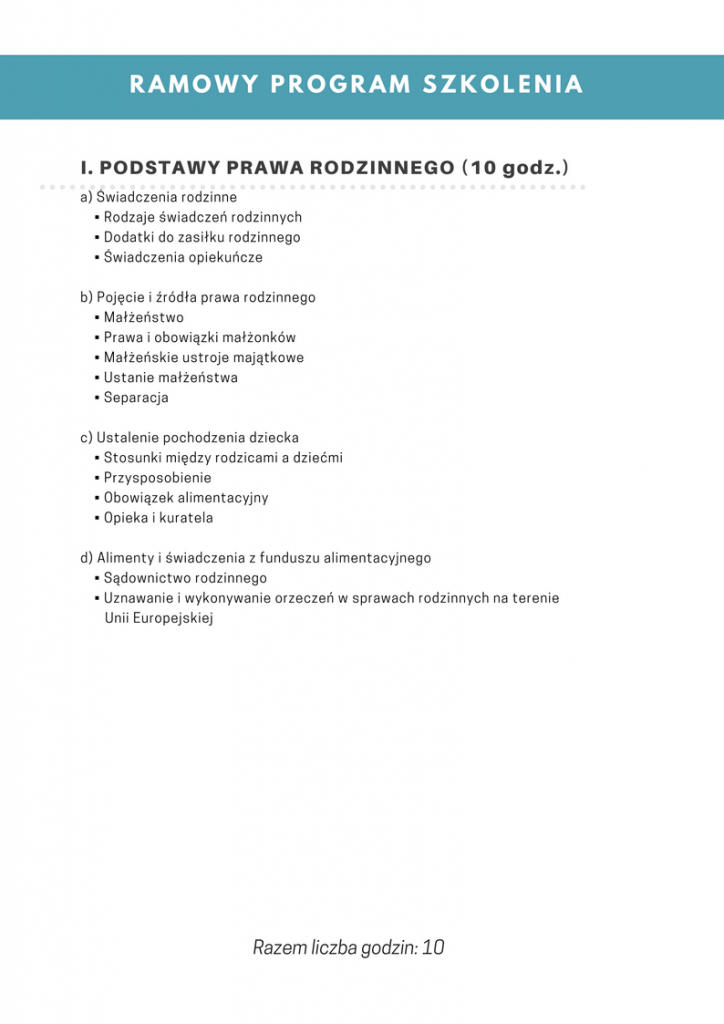 RAMOWY PROGRAM SZKOLENIA
I. PODSTAWY PRAWA RODZINNEGO (10 godz.)
a) Świadczenia rodzinne
▪ Rodzaje świadczeń rodzinnych
▪ Dodatki do zasiłku rodzinnego
▪ Świadczenia opiekuńcze
b) Pojęcie i źródła prawa rodzinnego
▪ Małżeństwo
▪ Prawa i obowiązki małżonków
▪ Małżeńskie ustroje majątkowe
▪ Ustanie małżeństwa
▪ Separacja
c) Ustalenie pochodzenia dziecka
▪ Stosunki między rodzicami a dziećmi
▪ Przysposobienie
▪ Obowiązek alimentacyjny
▪ Opieka i kuratela
d) Alimenty i świadczenia z funduszu alimentacyjnego
▪ Sądownictwo rodzinnego
▪ Uznawanie i wykonywanie orzeczeń w sprawach rodzinnych na terenie
Unii Europejskiej
Razem liczba godzin: 10